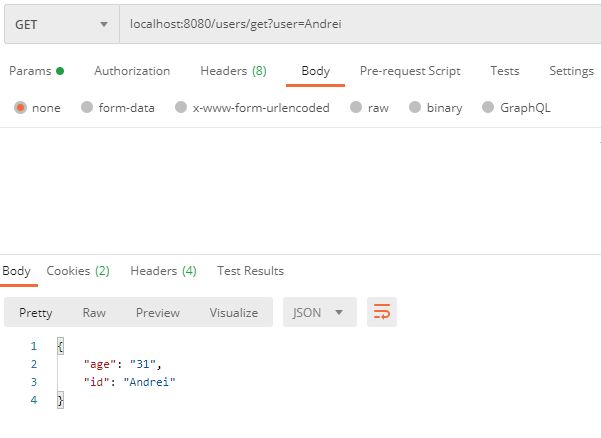 GET localhost:8080/users/get?user=Andrei
Params Authorization Headers (8) Body Pre-request Script Tests Settings
none form-data x-www-form-urlencoded raw binary GraphQL
Body Cookies (2) Headers (4) Test Results
Pretty Raw Preview Visualize JSON
1 {
2 "age": "31",
3 "id": "Andrei"
4 }